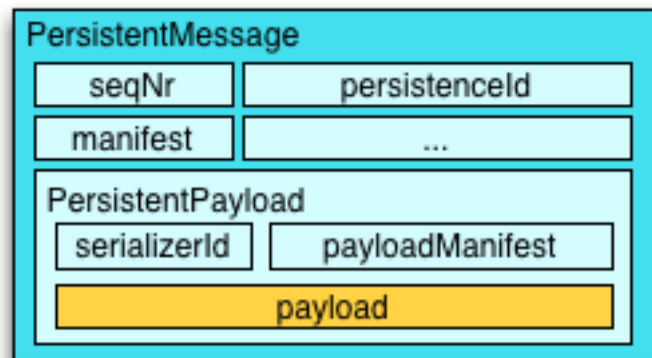 PersistentMessage
seqNr persistenceId
manifest ...
PersistentPayload
serializerId payloadManifest
payload